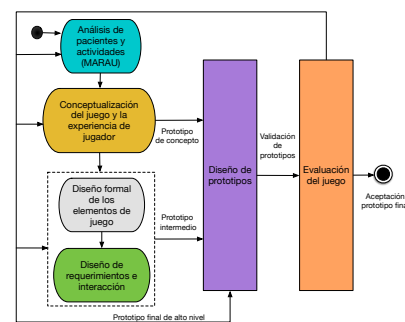 Análisis de
pacientes y
actividades
(MARAU)
Conceptualización
del juego y la
experiencia de
jugador
Prototipo
de concepto
Diseño formal
de los
elementos de
juego
Prototipo
intermedio
Diseño de
requerimientos e
interacción
Prototipo final de alto nivel
Diseño de
prototipos
Validación
de
prototipos
Evaluación
del juego
Aceptación
prototipo final